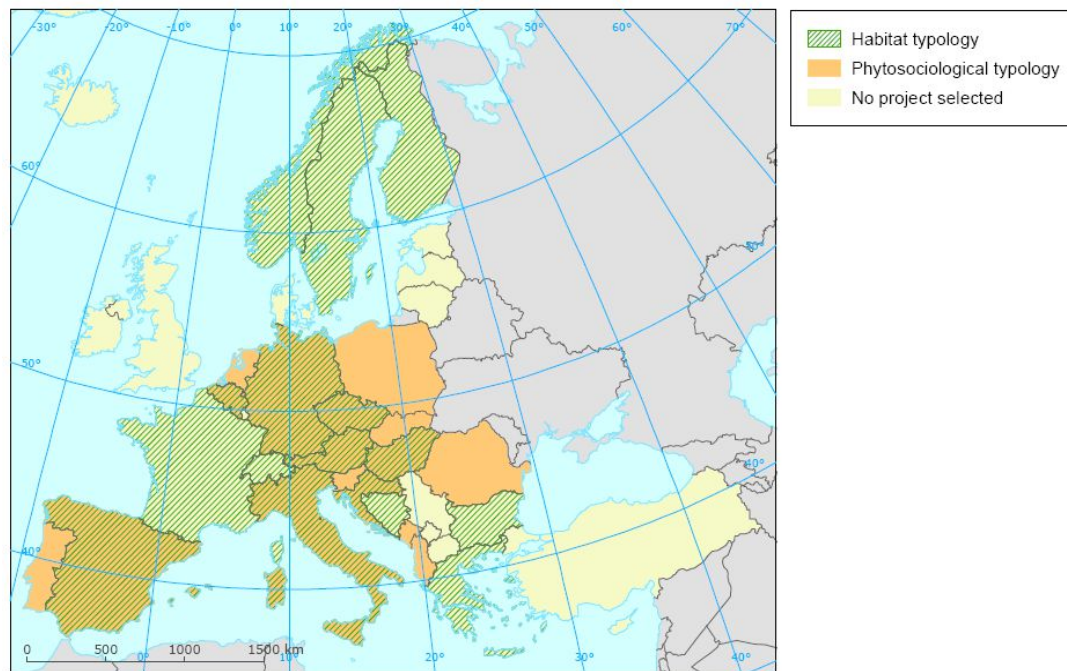 -30° -20° -10° 0° 10° 20° 30° 40° 50° 60° 70°
60°
50°
50°
40°
40°
0 500 1000 1500 km
0° 10° 20° 30° 40°
Habitat typology
Phytosociological typology
No project selected